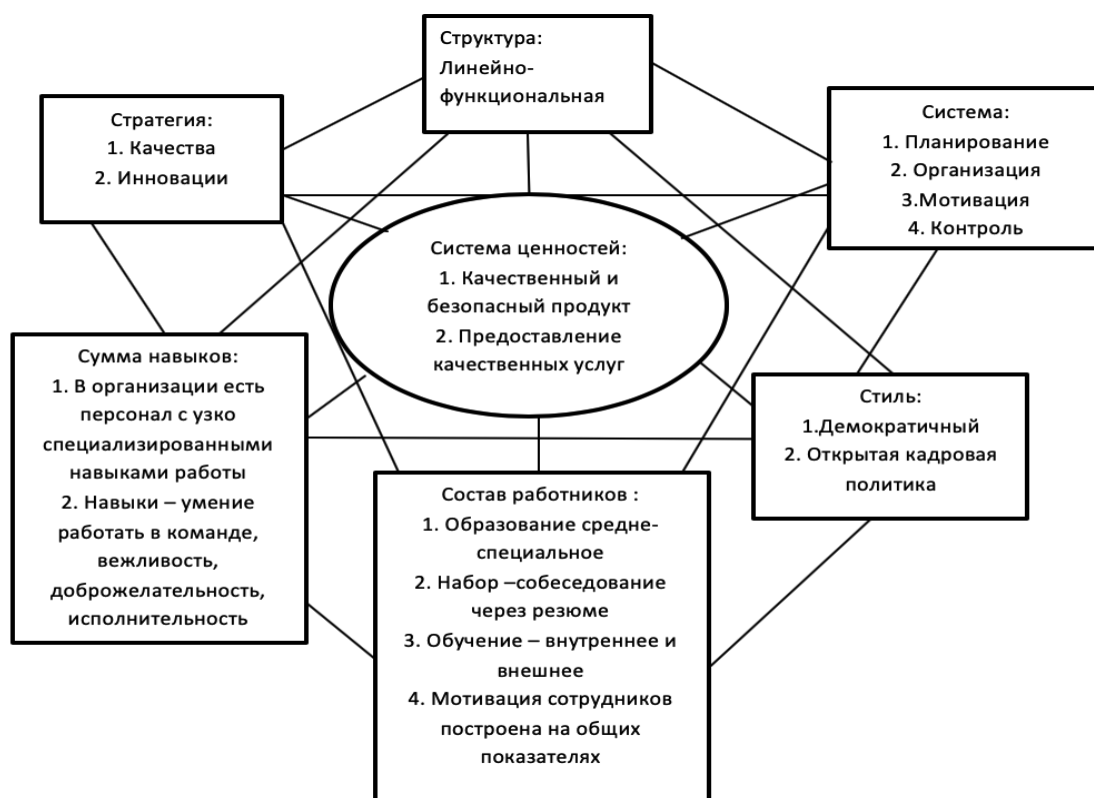 Структура:
Линейно-
функциональная
Стратегия:
1. Качества
2. Инновации
Система:
1. Планирование
2. Организация
3.Мотивация
4. Контроль
Система ценностей:
1. Качественный и
безопасный продукт
2. Предоставление
качественных услуг
Сумма навыков:
1. В организации есть
персонал с узко
специализированными
навыками работы
2. Навыки – умение
работать в команде,
вежливость,
доброжелательность,
исполнительность
Стиль:
1.Демократичный
2. Открытая кадровая
политика
Состав работников :
1. Образование средне-
специальное
2. Набор –собеседование
через резюме
3. Обучение – внутреннее и
внешнее
4. Мотивация сотрудников
построена на общих
показателях